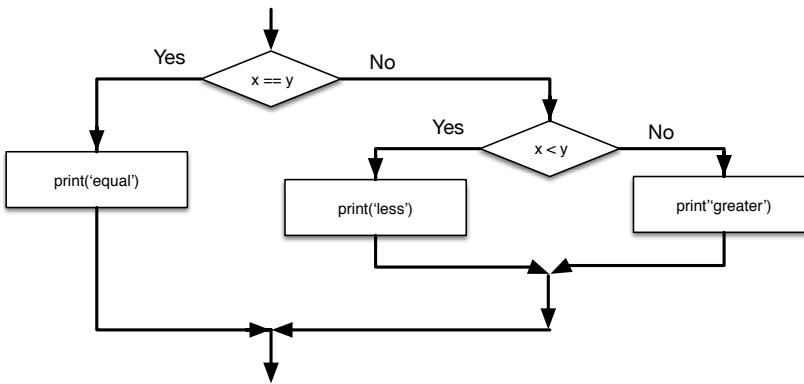 Yes
x == y
No
Yes
x < y
No
print(‘equal’)
print(‘less’)
print‘‘greater’)